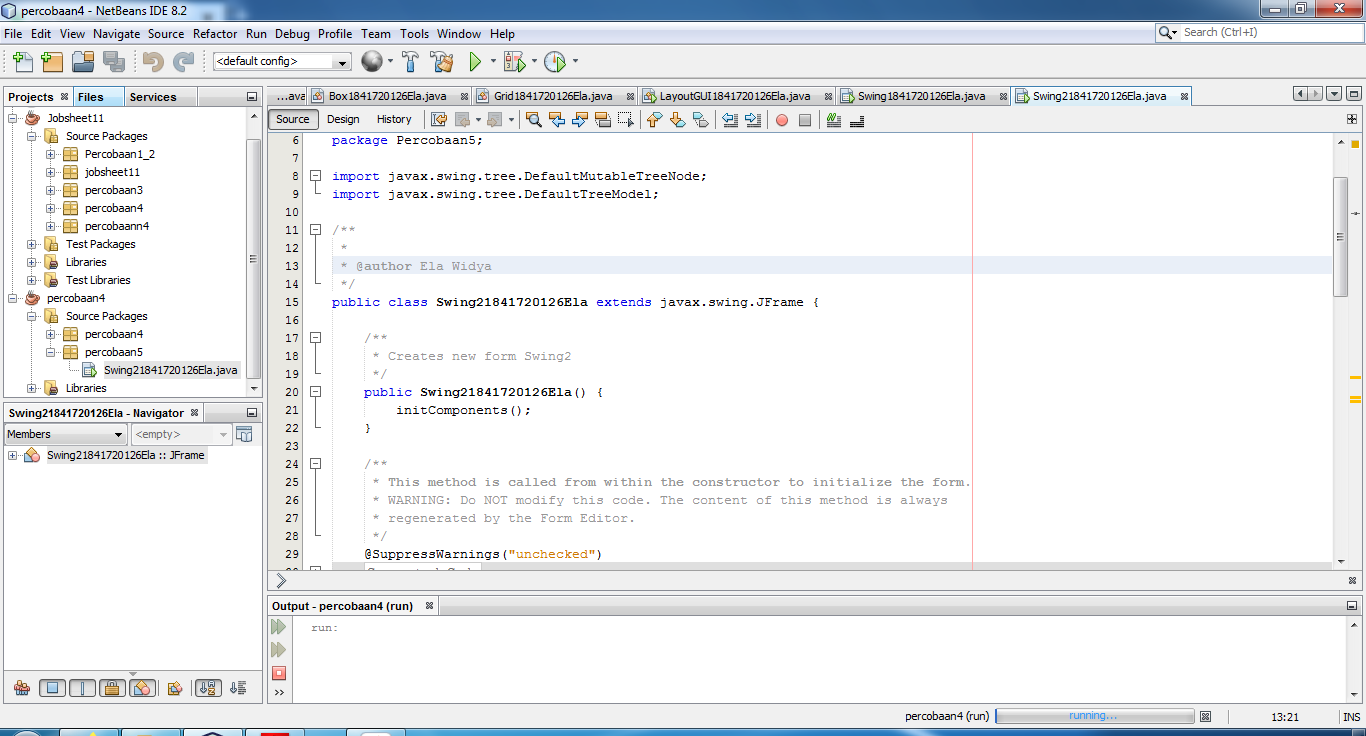 percobaan4 - NetBeans IDE 8.2
File Edit View Navigate Source Refactor Run Debug Profile Team Tools Window Help
Search (Ctrl+I)
<default config>
Projects Files Services
...ava Box1841720126Ela.java Grid1841720126Ela.java LayoutGUI1841720126Ela.java Swing1841720126Ela.java Swing21841720126Ela.java
Source Design History
Jobsheet11
Source Packages
Percobaan1_2
jobsheet11
percobaan3
percobaan4
percobaann4
Test Packages
Libraries
Test Libraries
percobaan4
Source Packages
percobaan4
percobaan5
Swing21841720126Ela.java
Libraries
Swing21841720126Ela - Navigator
Members <empty>
Swing21841720126Ela :: JFrame
6 package Percobaan5;
7
8 import javax.swing.tree.DefaultMutableTreeNode;
9 import javax.swing.tree.DefaultTreeModel;
10
11 /**
12 *
13 * @author Ela Widya
14 */
15 public class Swing21841720126Ela extends javax.swing.JFrame {
16
17 /**
18 * Creates new form Swing2
19 */
20 public Swing21841720126Ela() {
21 initComponents();
22 }
23
24 /**
25 * This method is called from within the constructor to initialize the form.
26 * WARNING: Do NOT modify this code. The content of this method is always
27 * regenerated by the Form Editor.
28 */
29 @SuppressWarnings("unchecked")
Output - percobaan4 (run)
run:
percobaan4 (run) running... 13:21 INS